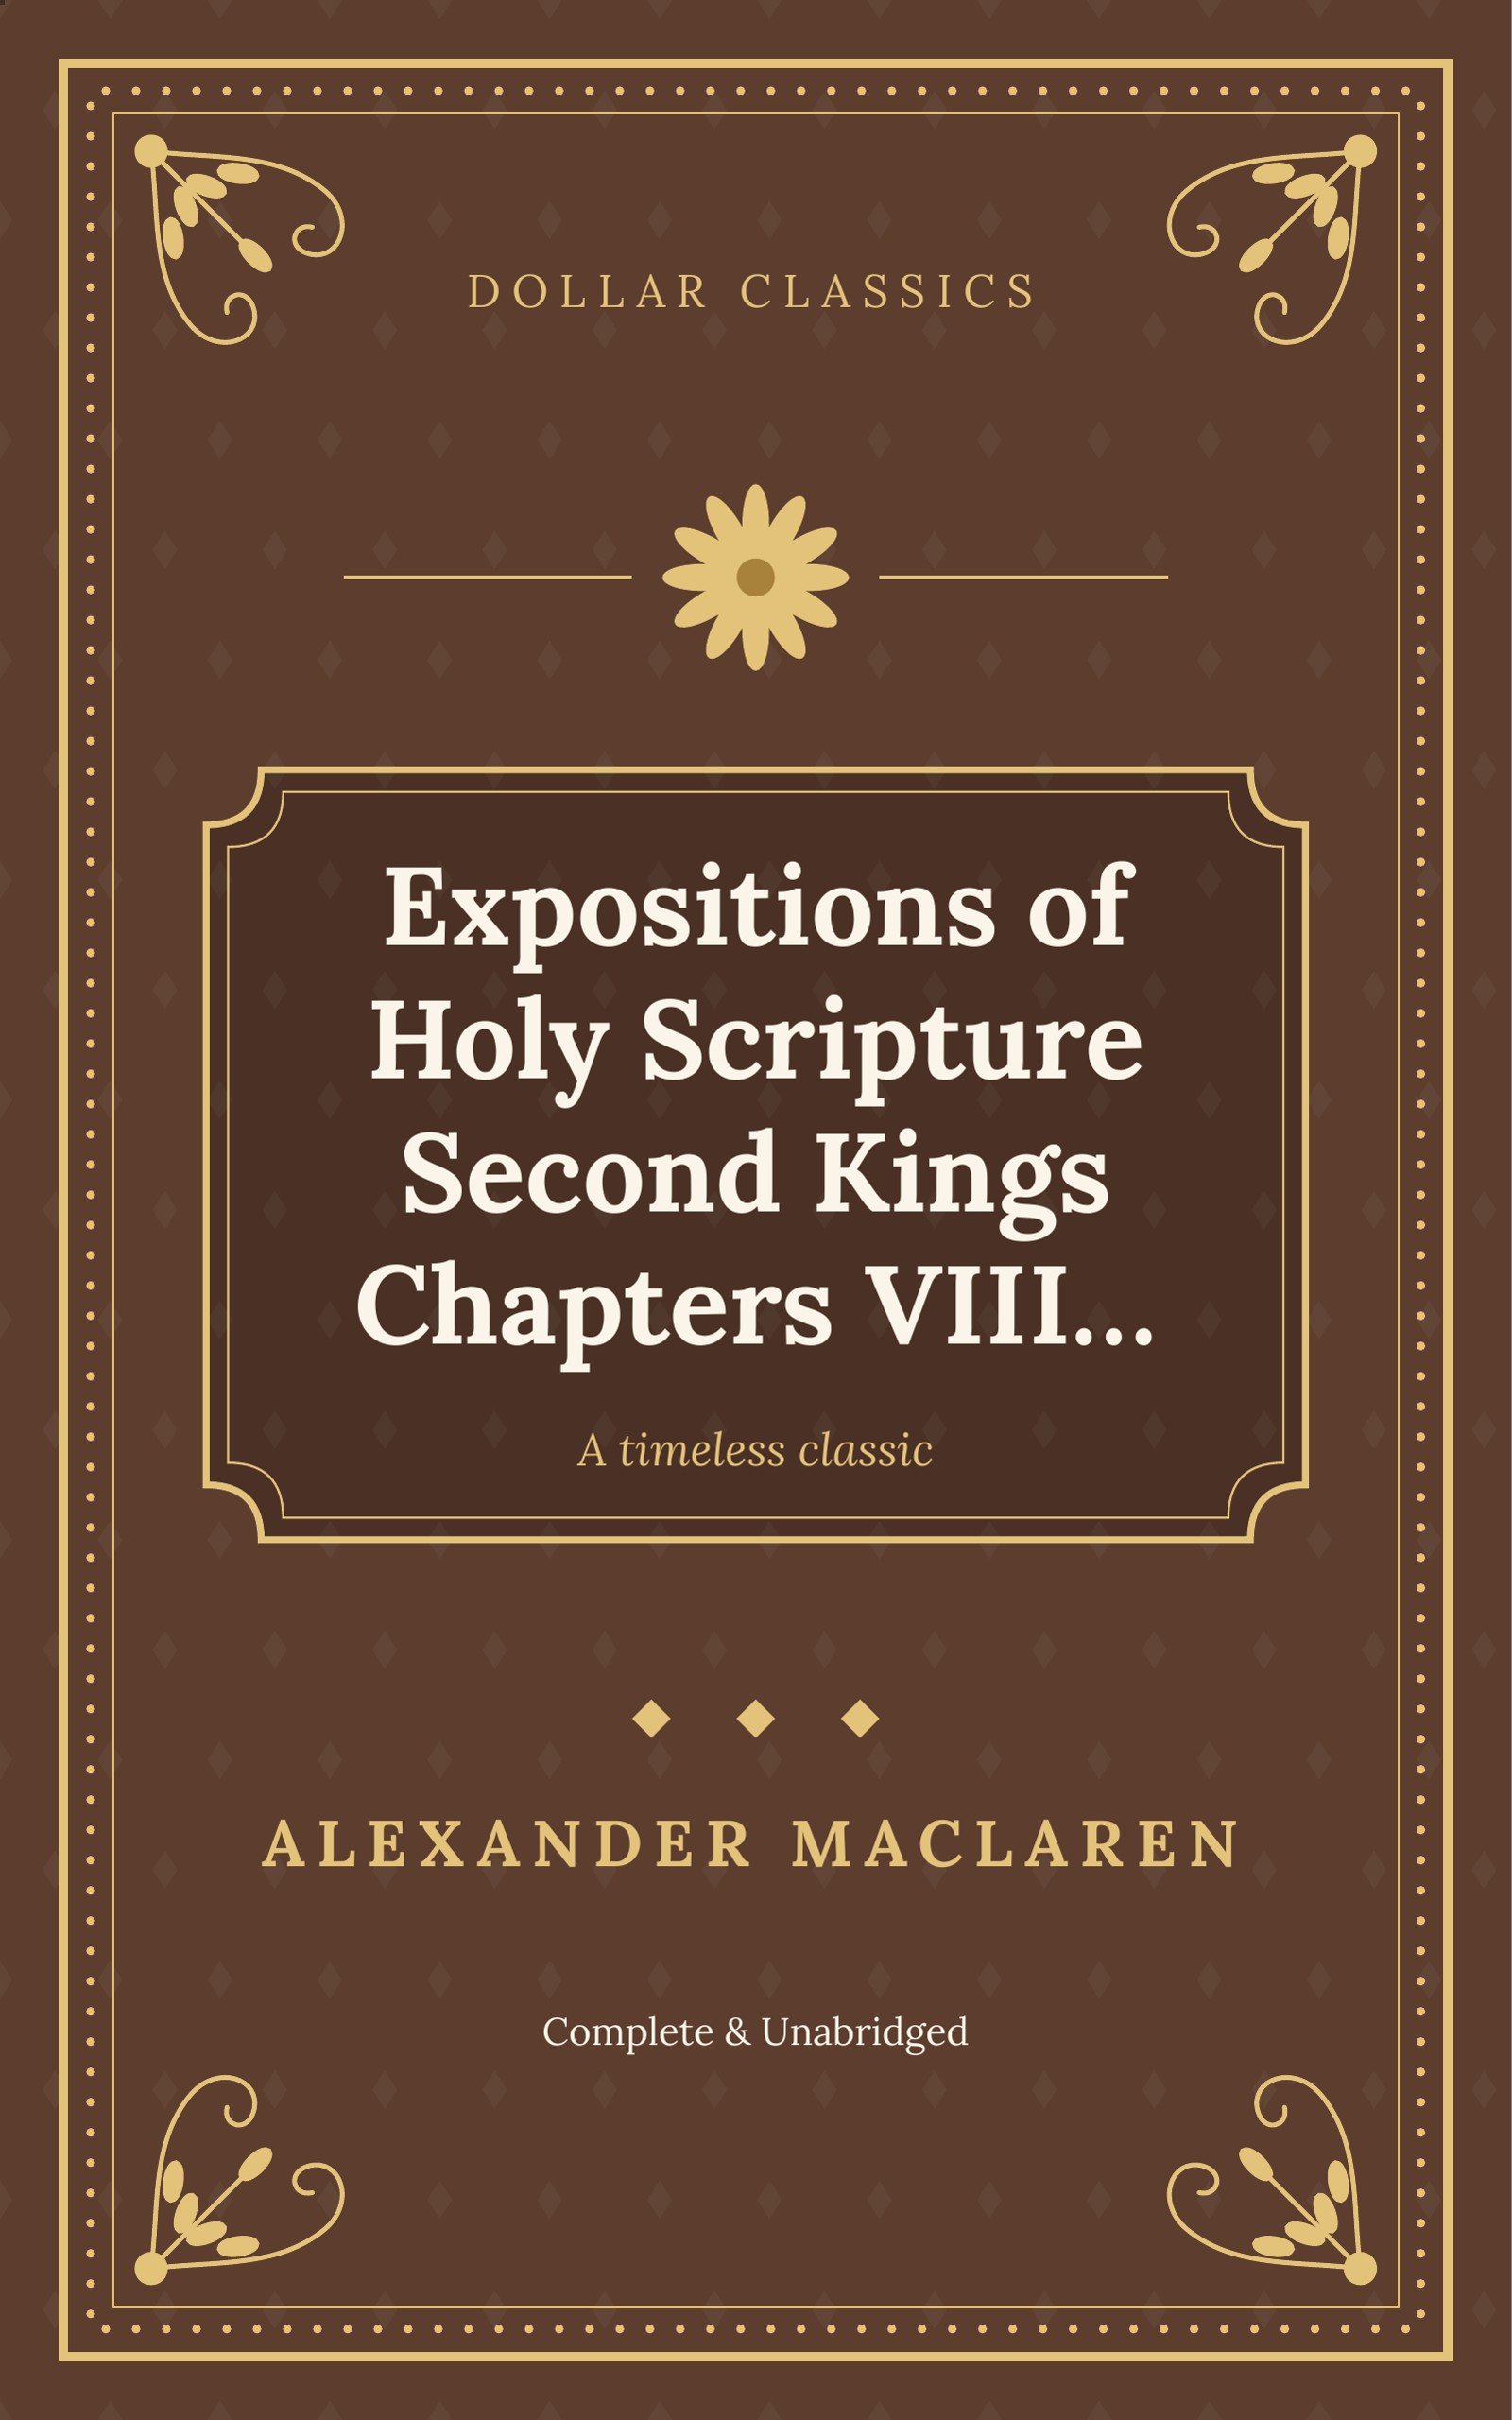 DOLLAR CLASSICS
Expositions of
Holy Scripture
Second Kings
Chapters VIII...
A timeless classic
ALEXANDER MACLAREN
Complete & Unabridged